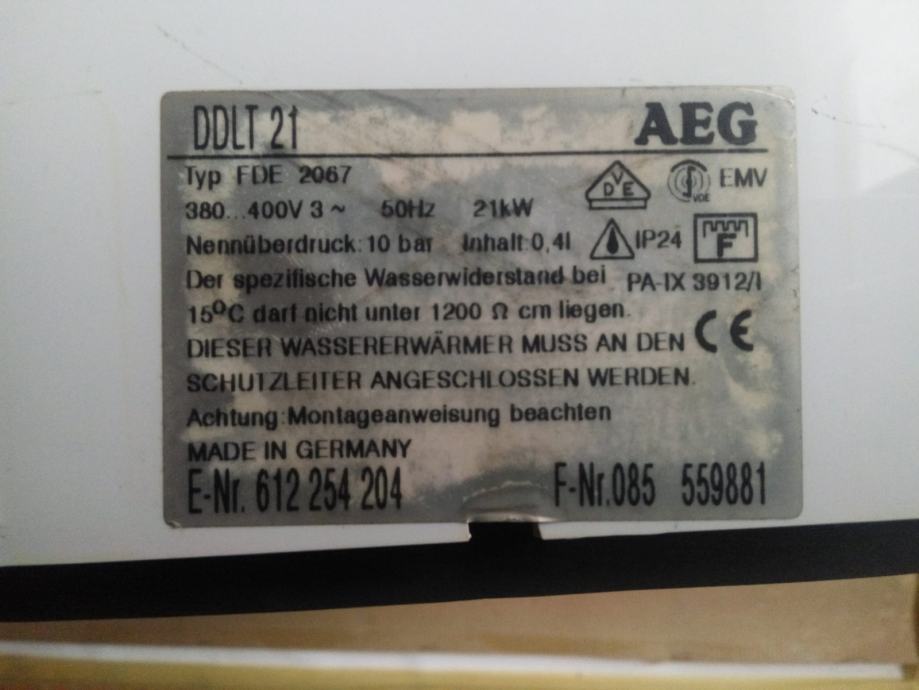 DDLT 21 AEG
Typ FDE 2067
VDE VDE EMV
380...400V 3~ 50Hz 21kW
Nennüberdruck: 10 bar Inhalt: 0,4l IP24 F
Der spezifische Wasserwiderstand bei PA-IX 3912/I
15°C darf nicht unter 1200 Ω cm liegen.
DIESER WASSERERWÄRMER MUSS AN DEN CE
SCHUTZLEITER ANGESCHLOSSEN WERDEN.
Achtung: Montageanweisung beachten
MADE IN GERMANY
E-Nr. 612 254 204 F-Nr.085 559881